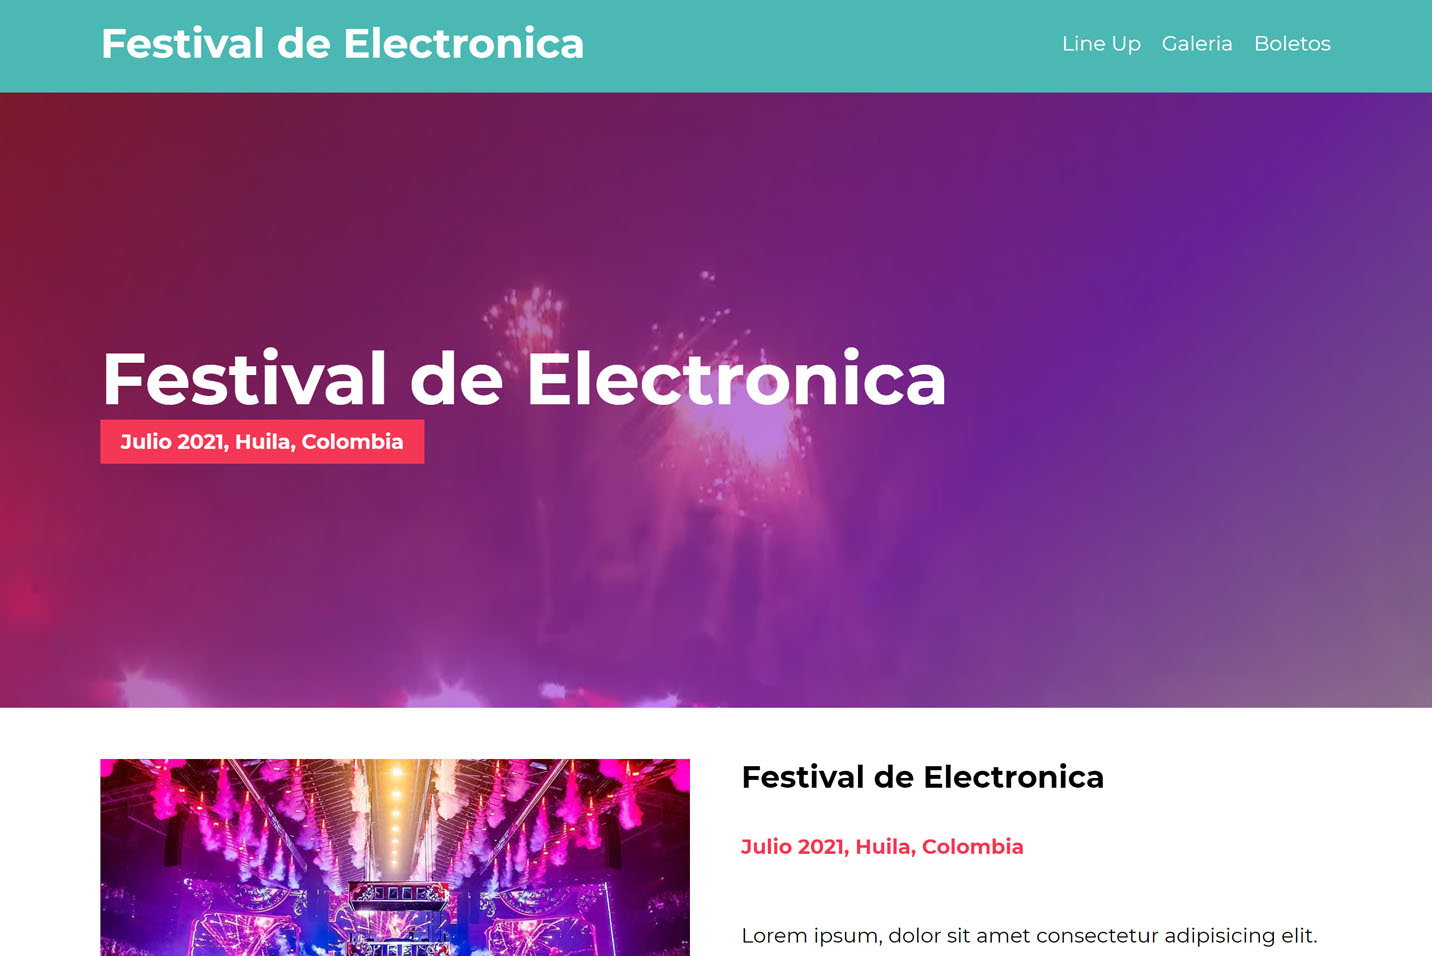 Festival de Electronica
Line Up Galeria Boletos
Festival de Electronica
Julio 2021, Huila, Colombia
Festival de Electronica
Julio 2021, Huila, Colombia
Lorem ipsum, dolor sit amet consectetur adipisicing elit.